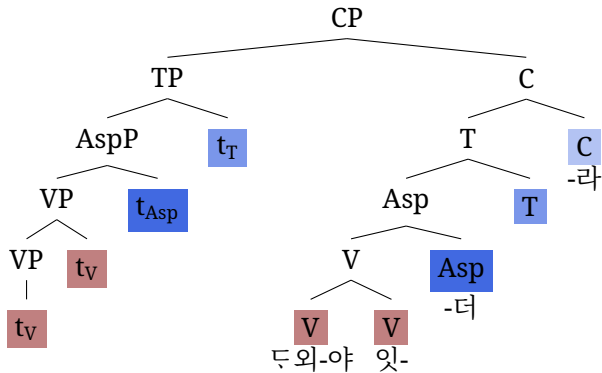 CP
TP C
AspP t_T T C
-라
VP t_Asp Asp T
VP t_V V Asp
-더
t_V V V
ᄃᆞ외-야 잇-